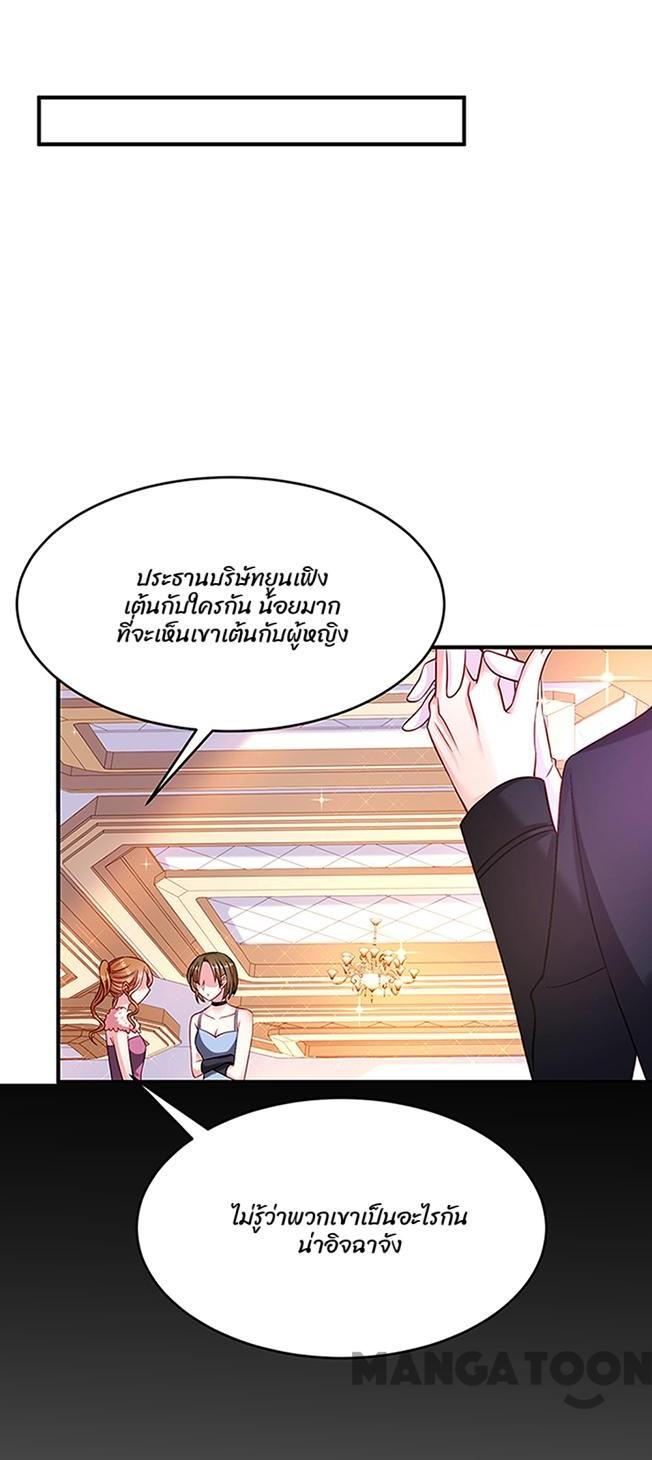 ประธานบริษัทยูนเฟิง
เต้นกับใครกัน น้อยมาก
ที่จะเห็นเขาเต้นกับผู้หญิง
ไม่รู้ว่าพวกเขาเป็นอะไรกัน
น่าอิจฉาจัง
MANGATOON